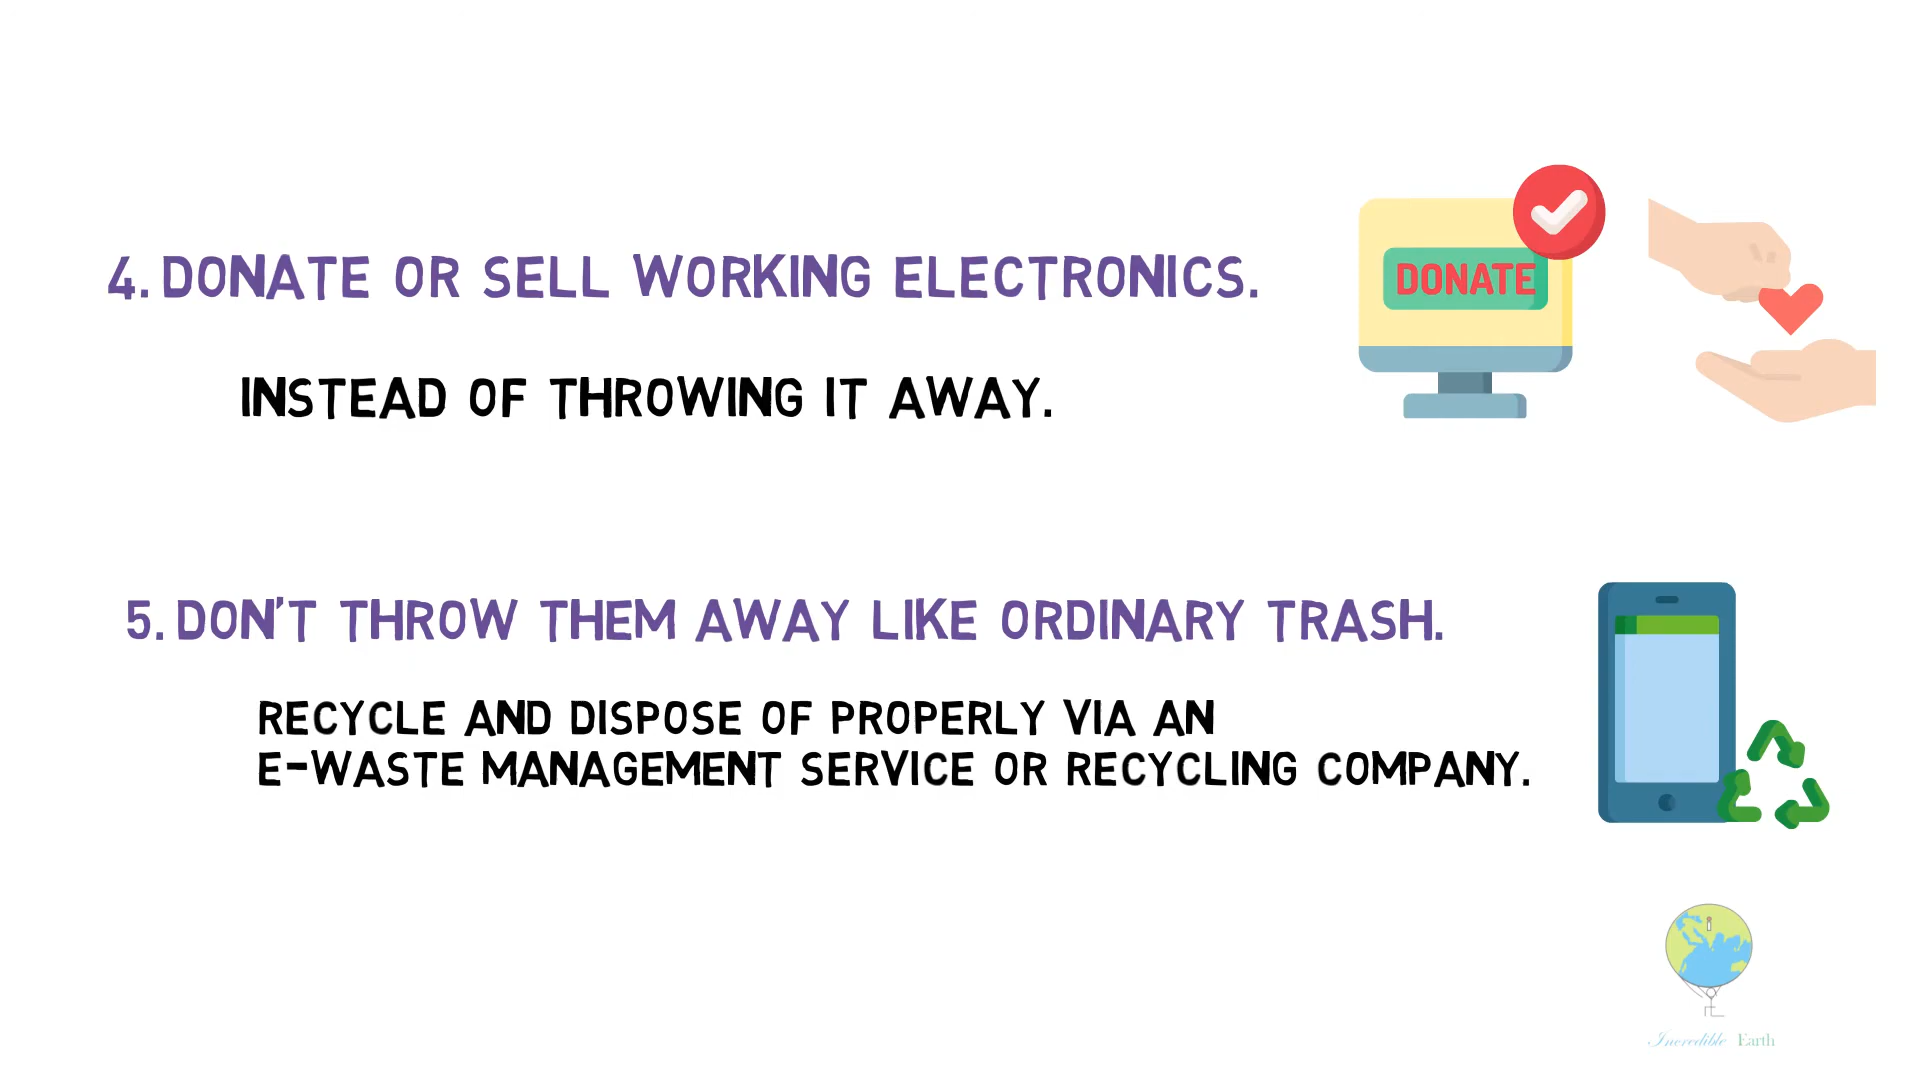 4. DONATE OR SELL WORKING ELECTRONICS.
DONATE
INSTEAD OF THROWING IT AWAY.
5. DON'T THROW THEM AWAY LIKE ORDINARY TRASH.
RECYCLE AND DISPOSE OF PROPERLY VIA AN
E-WASTE MANAGEMENT SERVICE OR RECYCLING COMPANY.
Incredible Earth